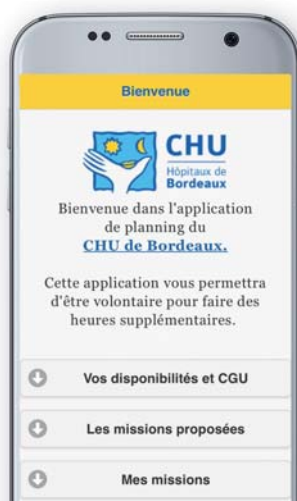 Bienvenue
CHU
Hôpitaux de
Bordeaux
Bienvenue dans l'application
de planning du
CHU de Bordeaux.
Cette application vous permettra
d'être volontaire pour faire des
heures supplémentaires.
Vos disponibilités et CGU
Les missions proposées
Mes missions